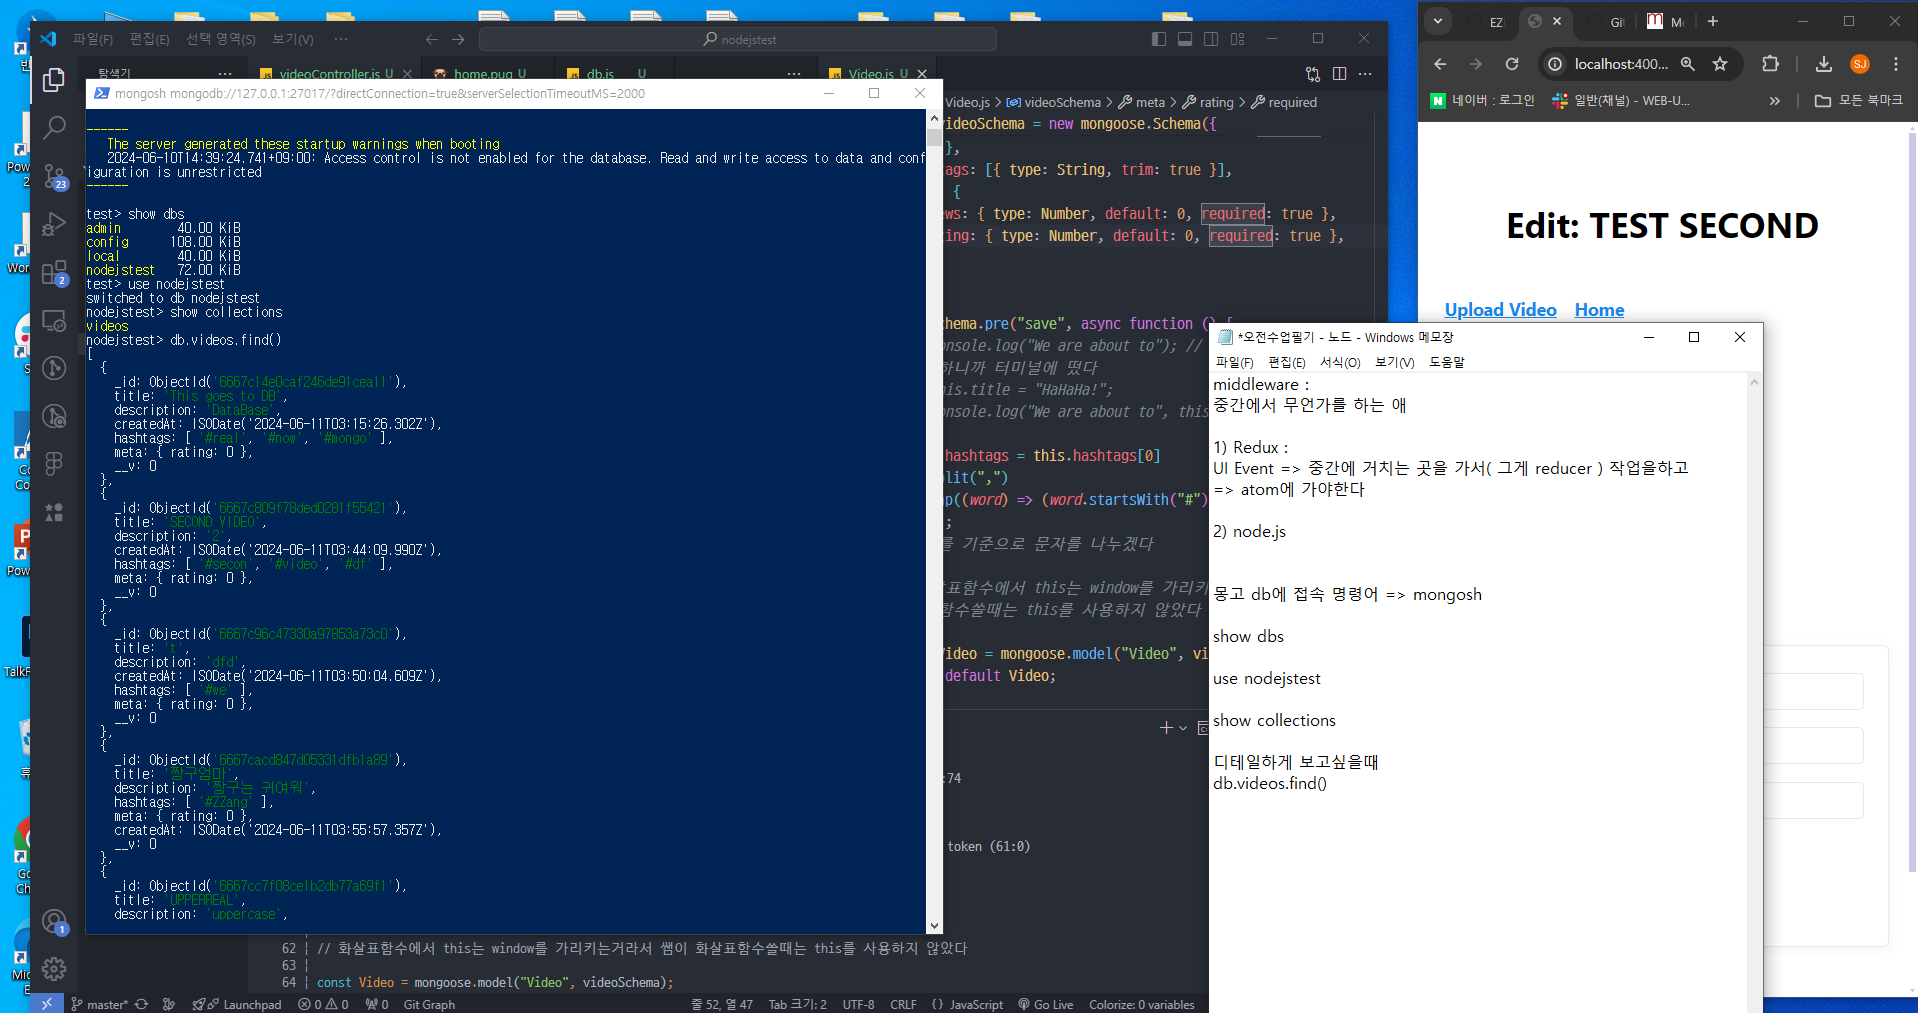 파일(F) 편집(E) 선택 영역(S) 보기(V) ··· nodejstest
탐색기 ··· videoController.js U home.pug U db.js U ··· Video.js U
mongosh mongodb://127.0.0.1:27017/?directConnection=true&serverSelectionTimeoutMS=2000
------
The server generated these startup warnings when booting
2024-06-10T14:39:24.741+09:00: Access control is not enabled for the database. Read and write access to data and conf
iguration is unrestricted
------
test> show dbs
admin 40.00 KiB
config 108.00 KiB
local 40.00 KiB
nodejstest 72.00 KiB
test> use nodejstest
switched to db nodejstest
nodejstest> show collections
videos
nodejstest> db.videos.find()
[
{
_id: ObjectId('6667c14e0caf246de91cea11'),
title: 'This goes to DB',
description: 'DataBase',
createdAt: ISODate('2024-06-11T03:15:26.302Z'),
hashtags: [ '#real', '#now', '#mongo' ],
meta: { rating: 0 },
__v: 0
},
{
_id: ObjectId('6667c809f78ded0281f55421'),
title: 'SECOND VIDEO',
description: '2',
createdAt: ISODate('2024-06-11T03:44:09.990Z'),
hashtags: [ '#secon', '#video', '#df' ],
meta: { rating: 0 },
__v: 0
},
{
_id: ObjectId('6667c96c47330a97853a73c0'),
title: 't',
description: 'dfd',
createdAt: ISODate('2024-06-11T03:50:04.609Z'),
hashtags: [ '#we' ],
meta: { rating: 0 },
__v: 0
},
{
_id: ObjectId('6667cacd847d05331dfb1a89'),
title: '짱구엄마',
description: '짱구는 귀여워',
hashtags: [ '#ZZang' ],
meta: { rating: 0 },
createdAt: ISODate('2024-06-11T03:55:57.357Z'),
__v: 0
},
{
_id: ObjectId('6667cc7f08ce1b2db77a69f1'),
title: 'UPPERREAL',
description: 'uppercase',
Video.js > videoSchema > meta > rating > required
videoSchema = new mongoose.Schema({
},
tags: [{ type: String, trim: true }],
{
ws: { type: Number, default: 0, required: true },
ting: { type: Number, default: 0, required: true },
hema.pre("save", async function () {
onsole.log("We are about to"); //
하니까 터미널에 떴다
his.title = "HaHaHa!";
onsole.log("We are about to", this
hashtags = this.hashtags[0]
lit(",")
ap((word) => (word.startsWith("#")
;
를 기준으로 문자를 나누겠다
살표함수에서 this는 window를 가리키
함수쓸때는 this를 사용하지 않았다
Video = mongoose.model("Video", vi
default Video;
:74
token (61:0)
62 | // 화살표함수에서 this는 window를 가리키는거라서 쌤이 화살표함수쓸때는 this를 사용하지 않았다
63 |
64 | const Video = mongoose.model("Video", videoSchema);
23
2
1
master* Launchpad 0 0 0 Git Graph 줄 52, 열 47 Tab 크기: 2 UTF-8 CRLF {} JavaScript Go Live Colorize: 0 variables
EZ Git
localhost:400... SJ
네이버 : 로그인 일반(채널) - WEB-U... » 모든 북마크
Edit: TEST SECOND
Upload Video Home
*오전수업필기 - 노드 - Windows 메모장
파일(F) 편집(E) 서식(O) 보기(V) 도움말
middleware :
중간에서 무언가를 하는 애
1) Redux :
UI Event => 중간에 거치는 곳을 가서( 그게 reducer ) 작업을하고
=> atom에 가야한다
2) node.js
몽고 db에 접속 명령어 => mongosh
show dbs
use nodejstest
show collections
디테일하게 보고싶을때
db.videos.find()